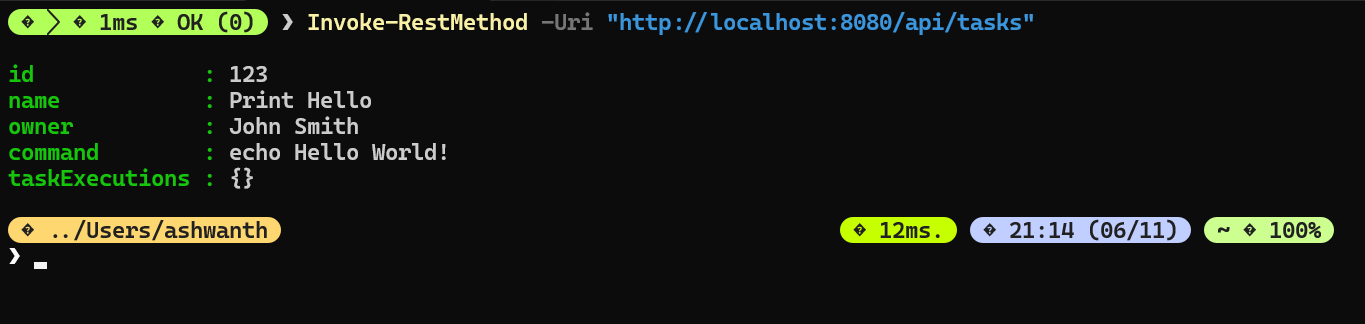 1ms OK (0) ❯ Invoke-RestMethod -Uri "http://localhost:8080/api/tasks"
id : 123
name : Print Hello
owner : John Smith
command : echo Hello World!
taskExecutions : {}
../Users/ashwanth 12ms. 21:14 (06/11) ~ 100%
❯